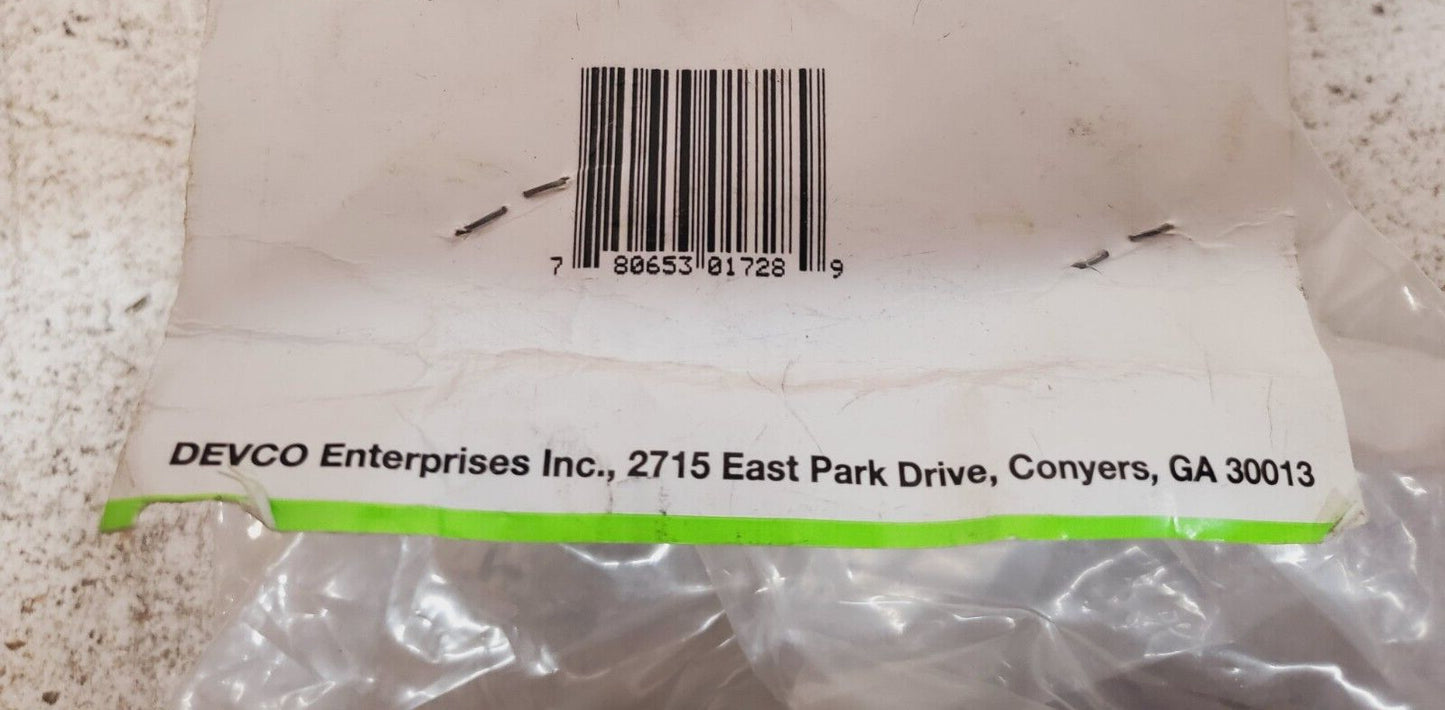 7 80653 01728 9
DEVCO Enterprises Inc., 2715 East Park Drive, Conyers, GA 30013